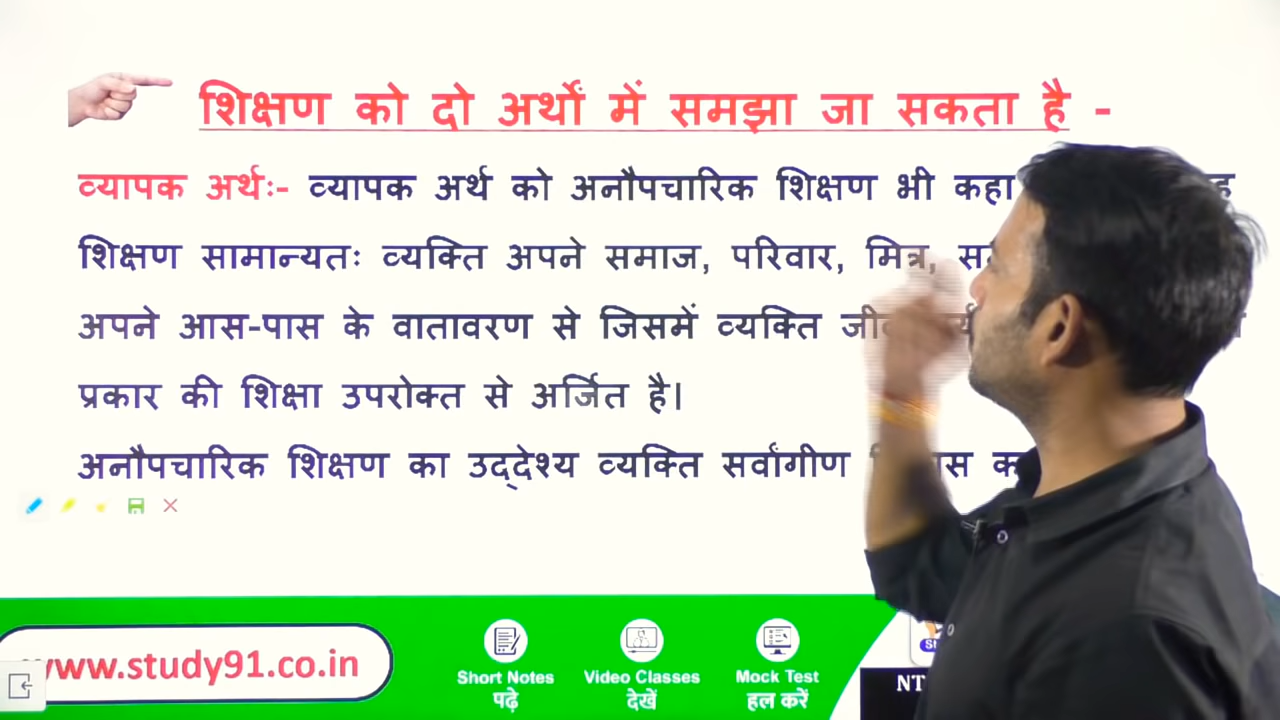 शिक्षण को दो अर्थों में समझा जा सकता है -
व्यापक अर्थः- व्यापक अर्थ को अनौपचारिक शिक्षण भी कहा
शिक्षण सामान्यतः व्यक्ति अपने समाज, परिवार, मित्र,
अपने आस-पास के वातावरण से जिसमें व्यक्ति
प्रकार की शिक्षा उपरोक्त से अर्जित है।
अनौपचारिक शिक्षण का उद्देश्य व्यक्ति सर्वांगीण
www.study91.co.in
Short Notes
पढ़े
Video Classes
देखें
Mock Test
हल करें